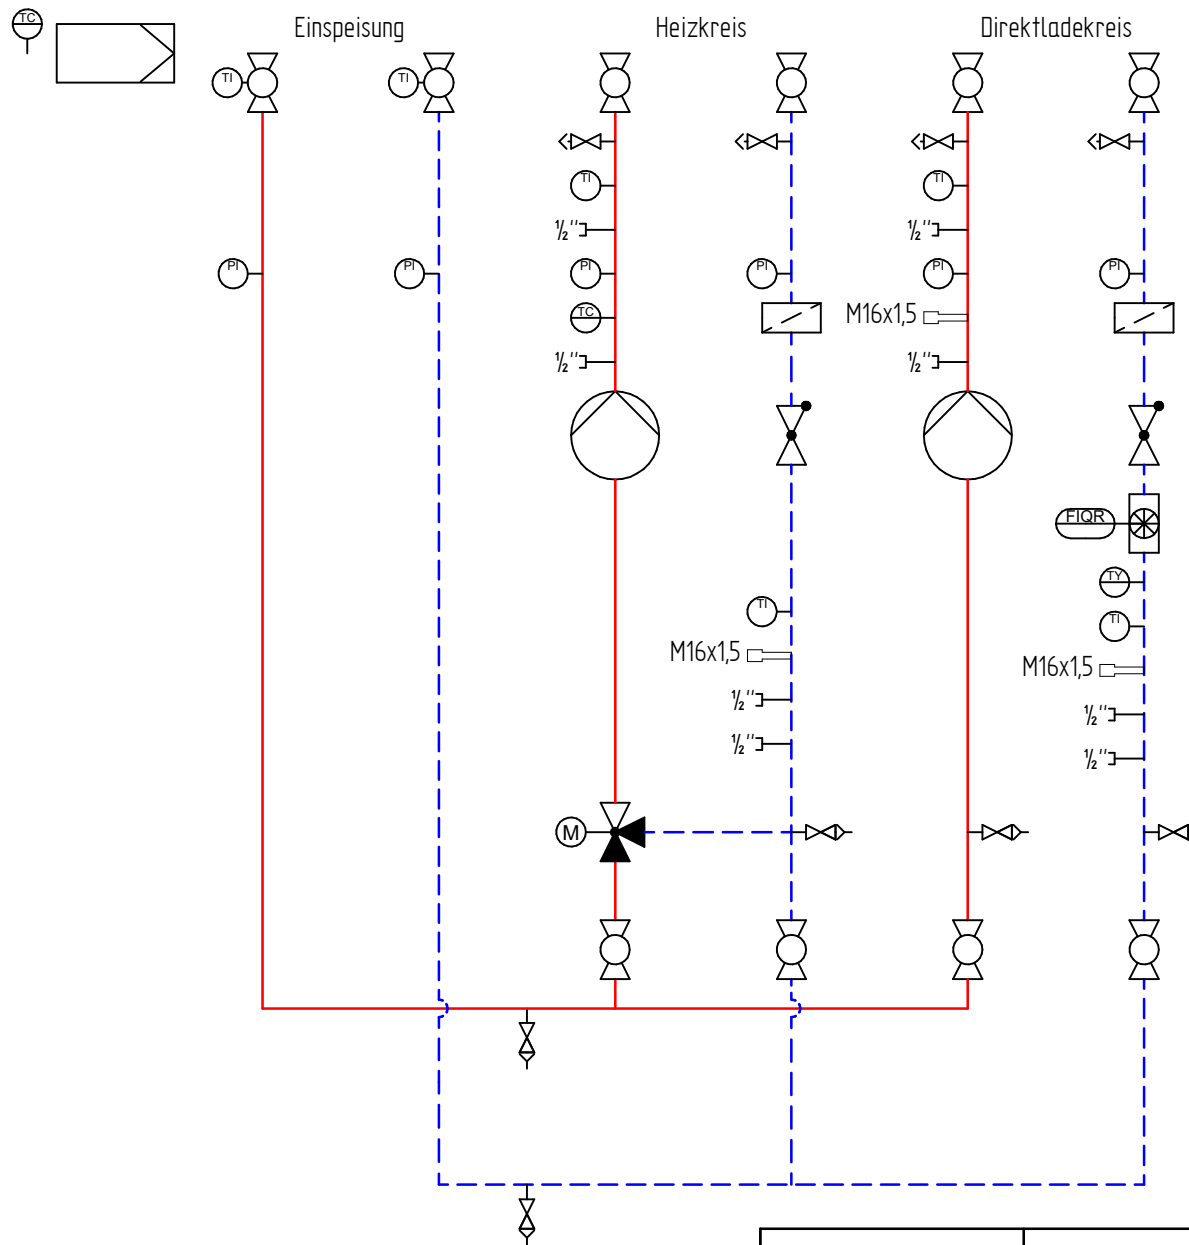 TC
Einspeisung
Heizkreis
Direktladekreis
TI
TI
TI
TI
½''
½''
PI
PI
PI
PI
PI
PI
TC
M16x1,5
½''
½''
FIQR
TY
TI
TI
M16x1,5
M16x1,5
½''
½''
½''
½''
M